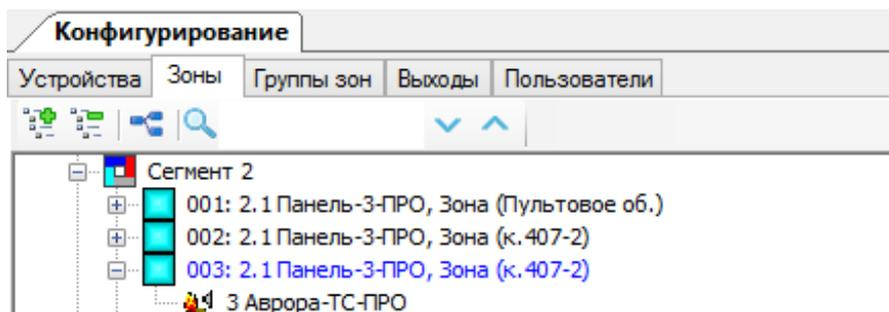 Конфигурирование
Устройства Зоны Группы зон Выходы Пользователи
Сегмент 2
001: 2.1 Панель-3-ПРО, Зона (Пультовое об.)
002: 2.1 Панель-3-ПРО, Зона (к.407-2)
003: 2.1 Панель-3-ПРО, Зона (к.407-2)
3 Аврора-ТС-ПРО